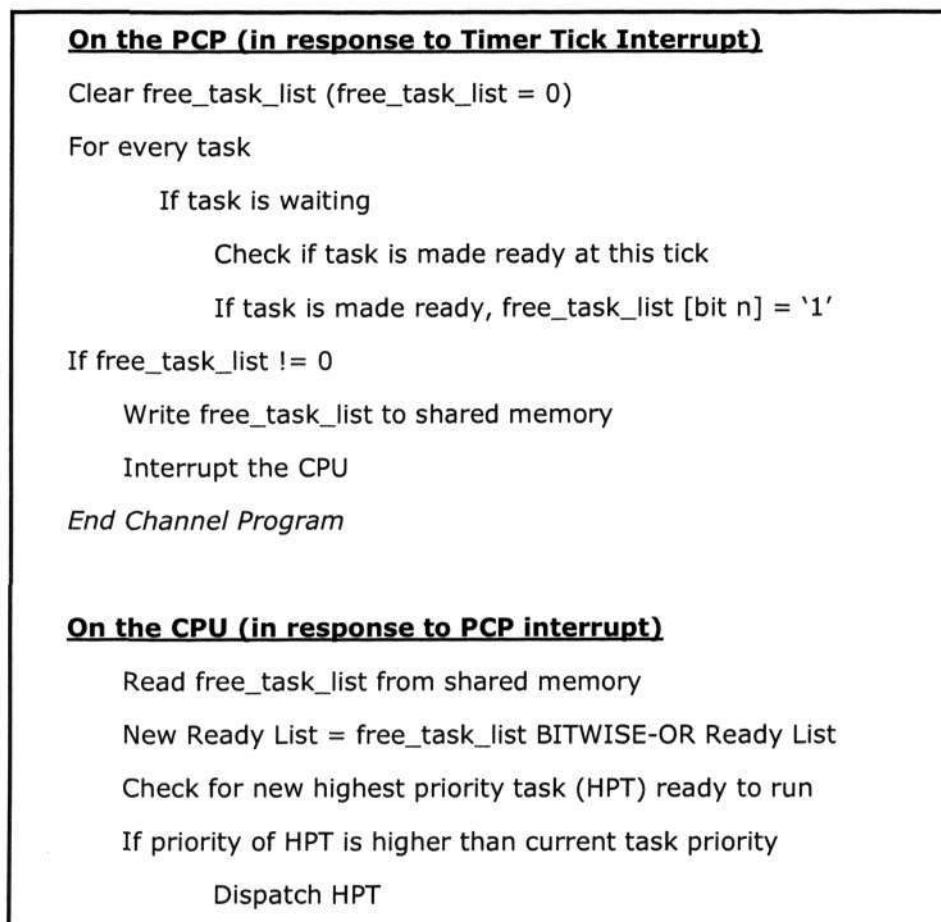 On the PCP (in response to Timer Tick Interrupt)
Clear free_task_list (free_task_list = 0)
For every task
If task is waiting
Check if task is made ready at this tick
If task is made ready, free_task_list [bit n] = ‘1’
If free_task_list != 0
Write free_task_list to shared memory
Interrupt the CPU
End Channel Program
On the CPU (in response to PCP interrupt)
Read free_task_list from shared memory
New Ready List = free_task_list BITWISE-OR Ready List
Check for new highest priority task (HPT) ready to run
If priority of HPT is higher than current task priority
Dispatch HPT